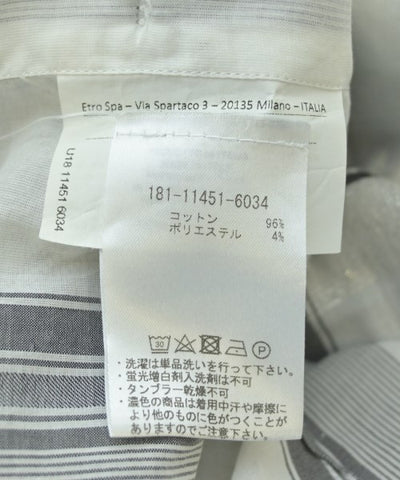 Etro Spa – Via Spartaco 3 – 20135 Milano – ITALIA
U18 11451 6034
181-11451-6034
コットン 96%
ポリエステル 4%
30
P
・洗濯は単品洗いを行って下さい。
・蛍光増白剤入洗剤は不可
・タンブラー乾燥不可
・濃色の商品は着用中汗や摩擦に
より他のものに色がつくことが
ありますのでご注意下さい